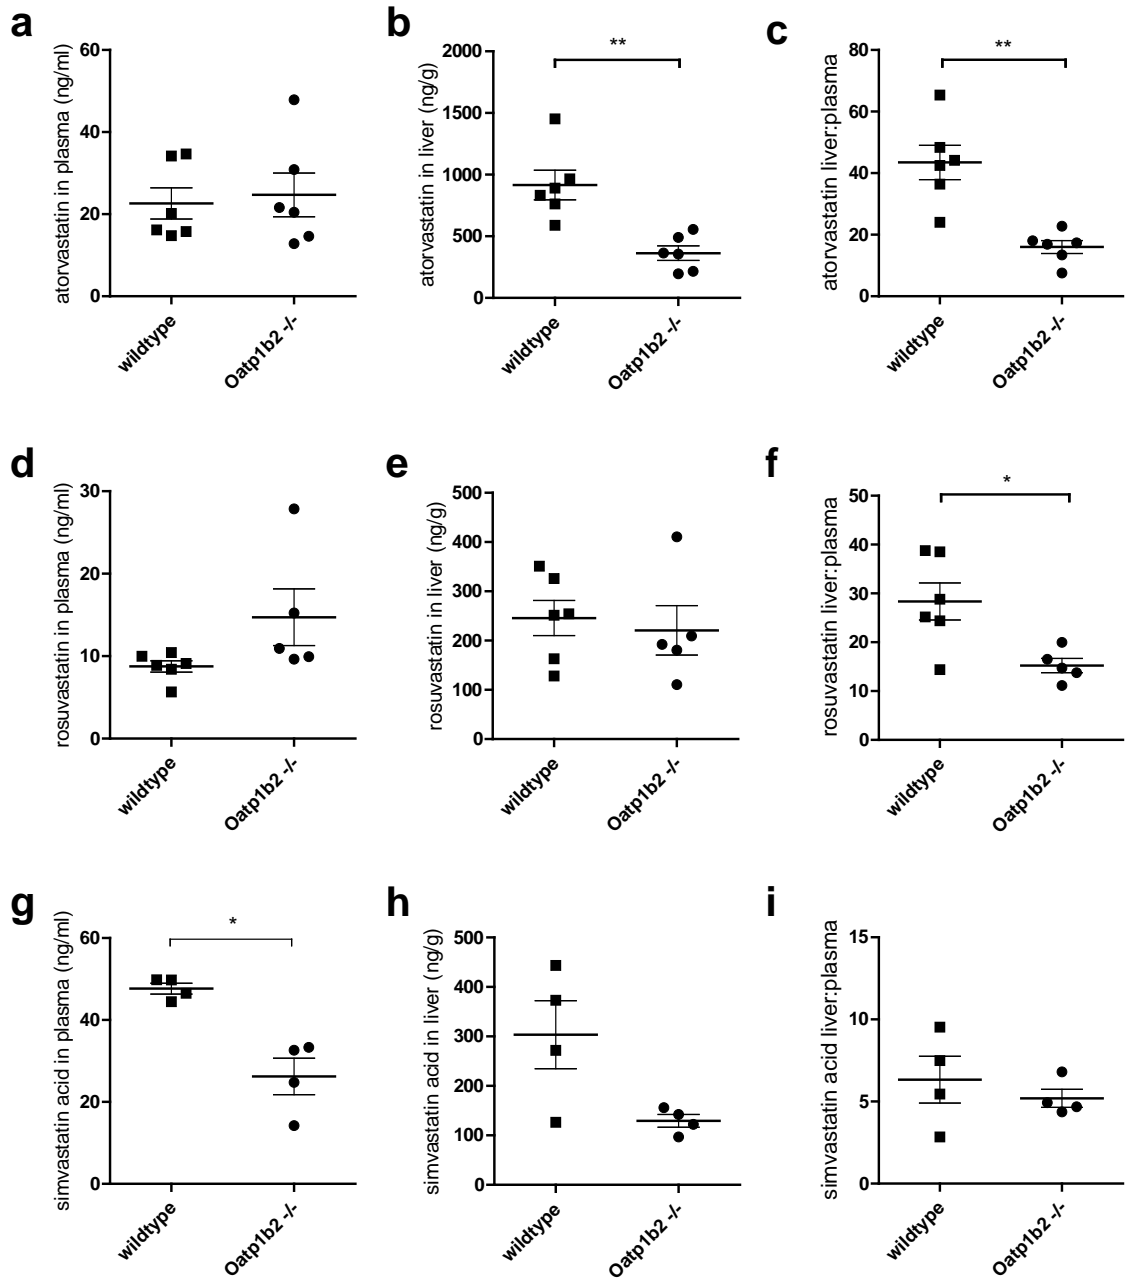 a
atorvastatin in plasma (ng/ml)
60
40
20
0
wildtype
Oatp1b2 -/-
b
atorvastatin in liver (ng/g)
2000
1500
1000
500
0
**
wildtype
Oatp1b2 -/-
c
atorvastatin liver:plasma
80
60
40
20
0
**
wildtype
Oatp1b2 -/-
d
rosuvastatin in plasma (ng/ml)
30
20
10
0
wildtype
Oatp1b2 -/-
e
rosuvastatin in liver (ng/g)
500
400
300
200
100
0
wildtype
Oatp1b2 -/-
f
rosuvastatin liver:plasma
50
40
30
20
10
0
*
wildtype
Oatp1b2 -/-
g
simvastatin acid in plasma (ng/ml)
60
40
20
0
*
wildtype
Oatp1b2 -/-
h
simvastatin acid in liver (ng/g)
500
400
300
200
100
0
wildtype
Oatp1b2 -/-
i
simvastatin acid liver:plasma
15
10
5
0
wildtype
Oatp1b2 -/-